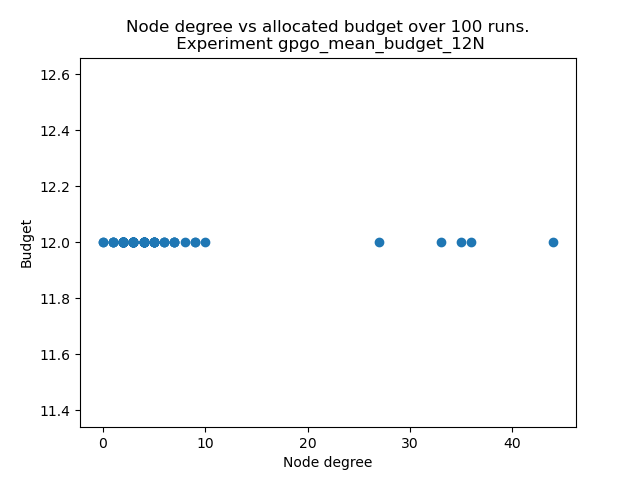 Node degree vs allocated budget over 100 runs.
Experiment gpgo_mean_budget_12N
12.6
12.4
12.2
12.0
11.8
11.6
11.4
Budget
0 10 20 30 40
Node degree